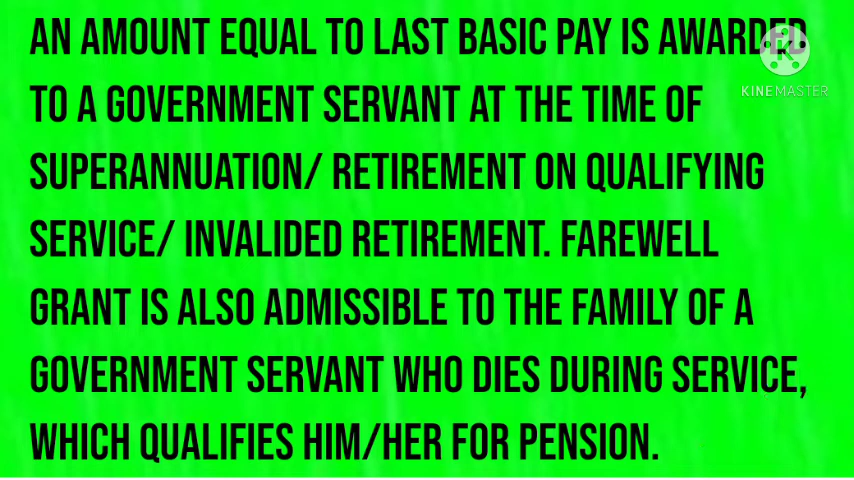 AN AMOUNT EQUAL TO LAST BASIC PAY IS AWARDED
TO A GOVERNMENT SERVANT AT THE TIME OF
SUPERANNUATION/ RETIREMENT ON QUALIFYING
SERVICE/ INVALIDED RETIREMENT. FAREWELL
GRANT IS ALSO ADMISSIBLE TO THE FAMILY OF A
GOVERNMENT SERVANT WHO DIES DURING SERVICE,
WHICH QUALIFIES HIM/HER FOR PENSION.
K
KINEMASTER